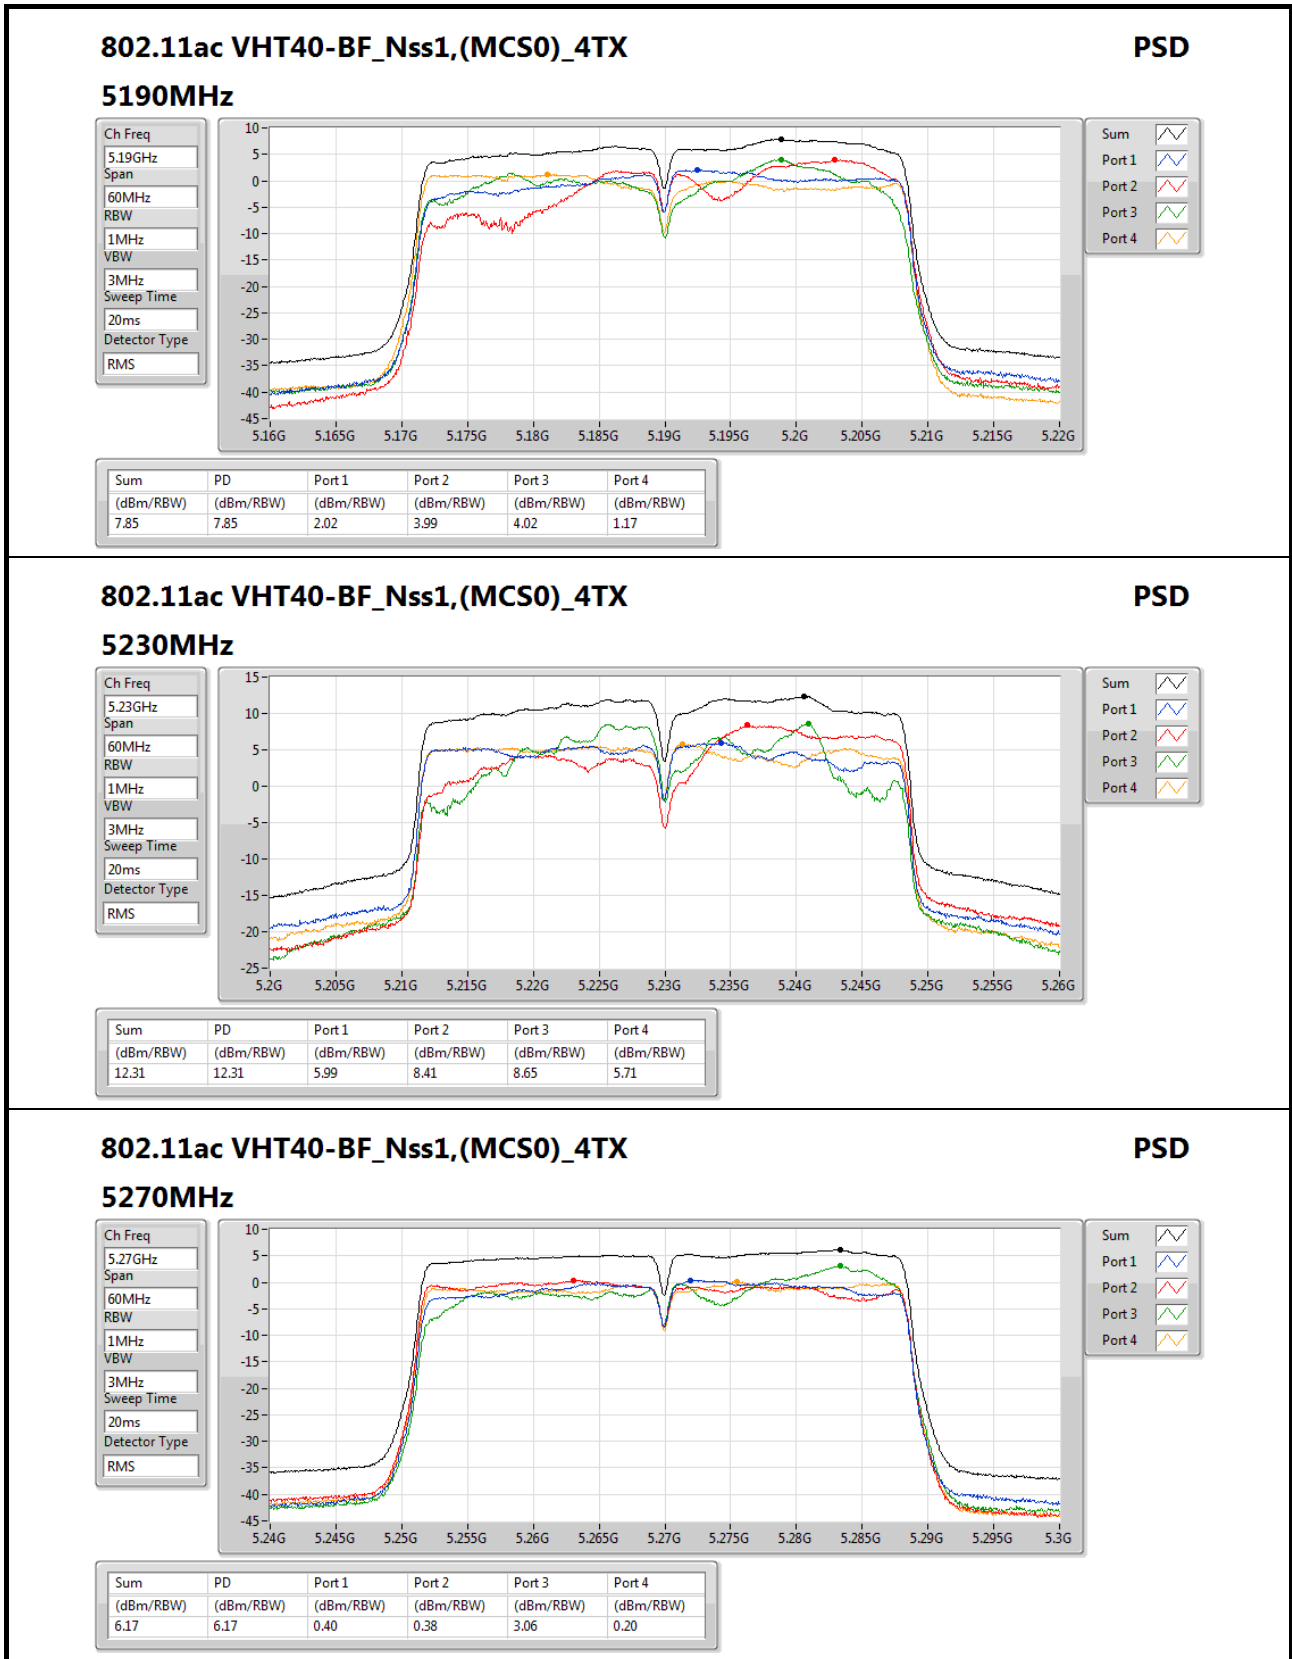 802.11ac VHT40-BF_Nss1,(MCS0)_4TX PSD
5190MHz
Ch Freq
5.19GHz
Span
60MHz
RBW
1MHz
VBW
3MHz
Sweep Time
20ms
Detector Type
RMS
10
5
0
-5
-10
-15
-20
-25
-30
-35
-40
-45
5.16G 5.165G 5.17G 5.175G 5.18G 5.185G 5.19G 5.195G 5.2G 5.205G 5.21G 5.215G 5.22G
Sum
Port 1
Port 2
Port 3
Port 4
Sum PD Port 1 Port 2 Port 3 Port 4
(dBm/RBW) (dBm/RBW) (dBm/RBW) (dBm/RBW) (dBm/RBW) (dBm/RBW)
7.85 7.85 2.02 3.99 4.02 1.17
802.11ac VHT40-BF_Nss1,(MCS0)_4TX PSD
5230MHz
Ch Freq
5.23GHz
Span
60MHz
RBW
1MHz
VBW
3MHz
Sweep Time
20ms
Detector Type
RMS
15
10
5
0
-5
-10
-15
-20
-25
5.2G 5.205G 5.21G 5.215G 5.22G 5.225G 5.23G 5.235G 5.24G 5.245G 5.25G 5.255G 5.26G
Sum
Port 1
Port 2
Port 3
Port 4
Sum PD Port 1 Port 2 Port 3 Port 4
(dBm/RBW) (dBm/RBW) (dBm/RBW) (dBm/RBW) (dBm/RBW) (dBm/RBW)
12.31 12.31 5.99 8.41 8.65 5.71
802.11ac VHT40-BF_Nss1,(MCS0)_4TX PSD
5270MHz
Ch Freq
5.27GHz
Span
60MHz
RBW
1MHz
VBW
3MHz
Sweep Time
20ms
Detector Type
RMS
10
5
0
-5
-10
-15
-20
-25
-30
-35
-40
-45
5.24G 5.245G 5.25G 5.255G 5.26G 5.265G 5.27G 5.275G 5.28G 5.285G 5.29G 5.295G 5.3G
Sum
Port 1
Port 2
Port 3
Port 4
Sum PD Port 1 Port 2 Port 3 Port 4
(dBm/RBW) (dBm/RBW) (dBm/RBW) (dBm/RBW) (dBm/RBW) (dBm/RBW)
6.17 6.17 0.40 0.38 3.06 0.20